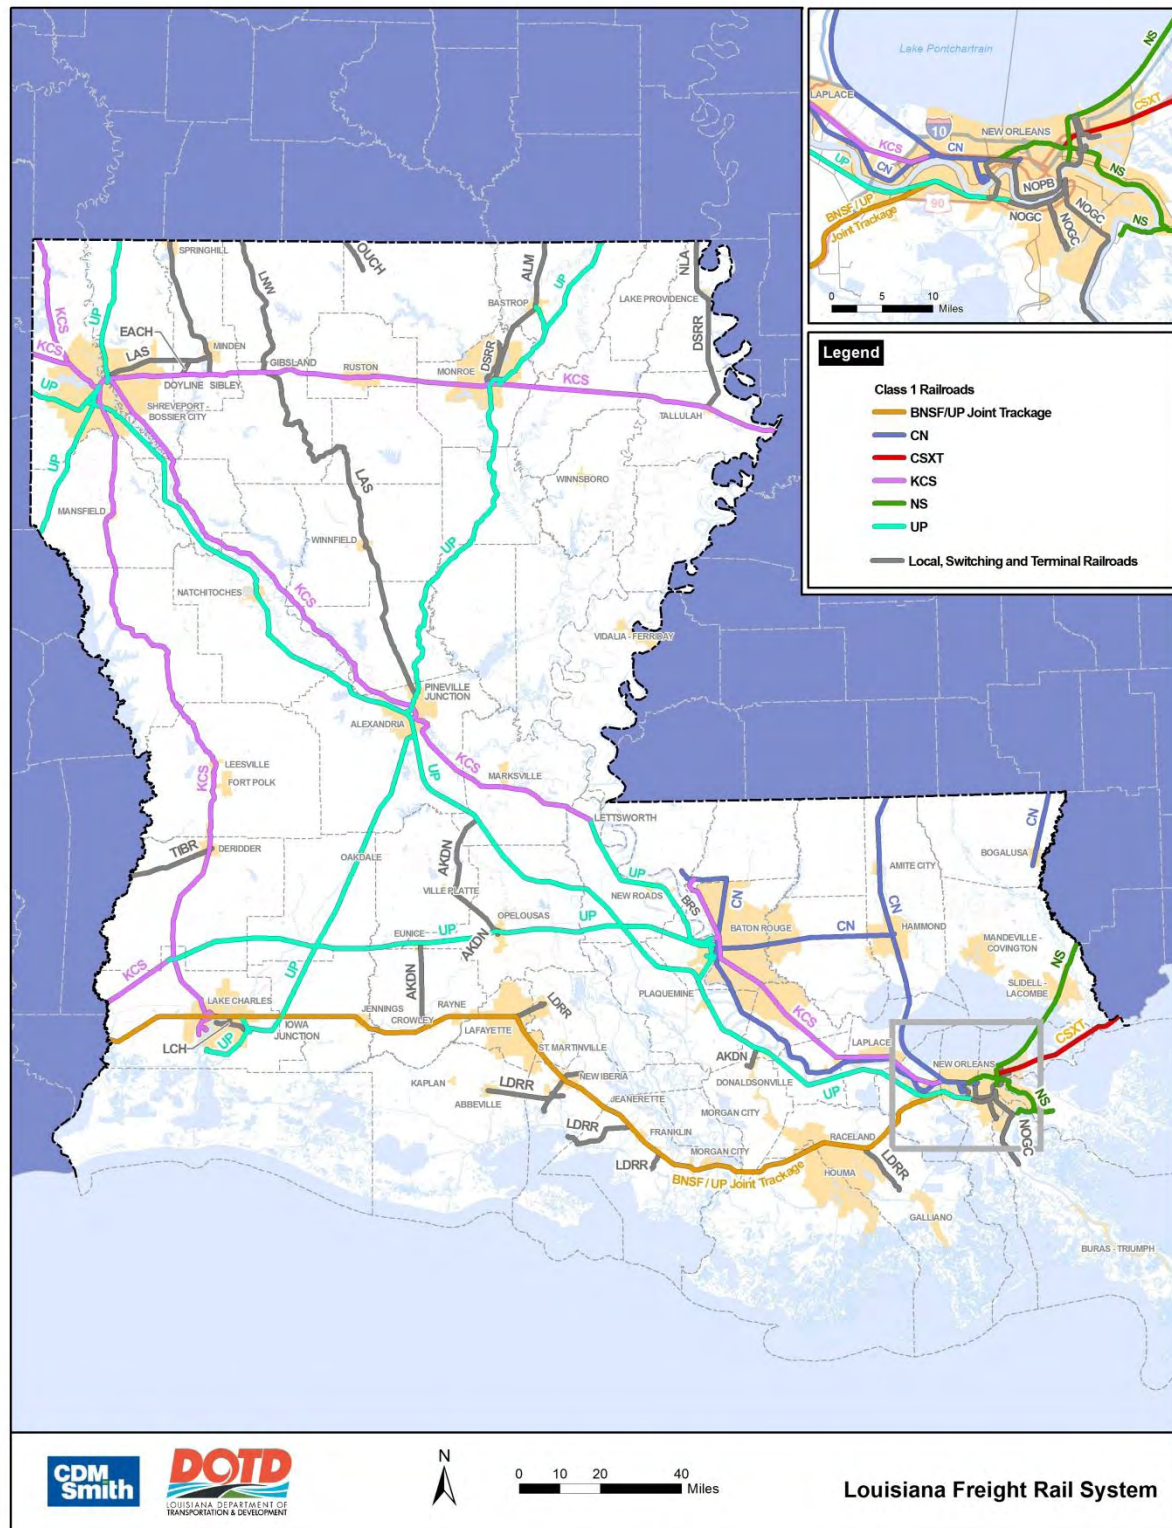 Lake Pontchartrain
NS
CSXT
LAPLACE
10
NEW ORLEANS
KCS
CN
CN
UP
NOPB
NS
90
NOGC
NOGC
NOGC
NS
BNSF / UP
Joint Trackage
0 5 10
Miles
Legend
Class 1 Railroads
BNSF/UP Joint Trackage
CN
CSXT
KCS
NS
UP
Local, Switching and Terminal Railroads
SPRINGHILL
KCS
UP
LNW
OUCH
ALM
UP
NLA
BASTROP
LAKE PROVIDENCE
EACH
KCS
LAS
MINDEN
GIBSLAND
RUSTON
MONROE
DSRR
DSRR
KCS
UP
DOYLINE
SIBLEY
SHREVEPORT -
BOSSIER CITY
TALLULAH
UP
LAS
WINNSBORO
MANSFIELD
WINNFIELD
UP
NATCHITOCHES
KCS
VIDALIA - FERRIDAY
PINEVILLE
JUNCTION
ALEXANDRIA
KCS
LEESVILLE
FORT POLK
UP
KCS
MARKSVILLE
LETTSWORTH
TIBR
DERIDDER
OAKDALE
AKDN
VILLE PLATTE
UP
NEW ROADS
BRS
CN
CN
BOGALUSA
AMITE CITY
OPELOUSAS
EUNICE
UP
AKDN
UP
BATON ROUGE
CN
CN
HAMMOND
MANDEVILLE -
COVINGTON
KCS
UP
AKDN
PLAQUEMINE
KCS
SLIDELL -
LACOMBE
NS
LAKE CHARLES
JENNINGS
RAYNE
CROWLEY
LDRR
LAFAYETTE
LCH
UP
IOWA
JUNCTION
ST. MARTINVILLE
AKDN
LAPLACE
NEW ORLEANS
CSXT
KAPLAN
LDRR
NEW IBERIA
DONALDSONVILLE
UP
NS
ABBEVILLE
JEANERETTE
MORGAN CITY
LDRR
FRANKLIN
RACELAND
NOGC
MORGAN CITY
LDRR
LDRR
BNSF / UP Joint Trackage
HOUMA
GALLIANO
BURAS - TRIUMPH
CDM
Smith
DOTD
LOUISIANA DEPARTMENT OF
TRANSPORTATION & DEVELOPMENT
N
0 10 20 40
Miles
Louisiana Freight Rail System